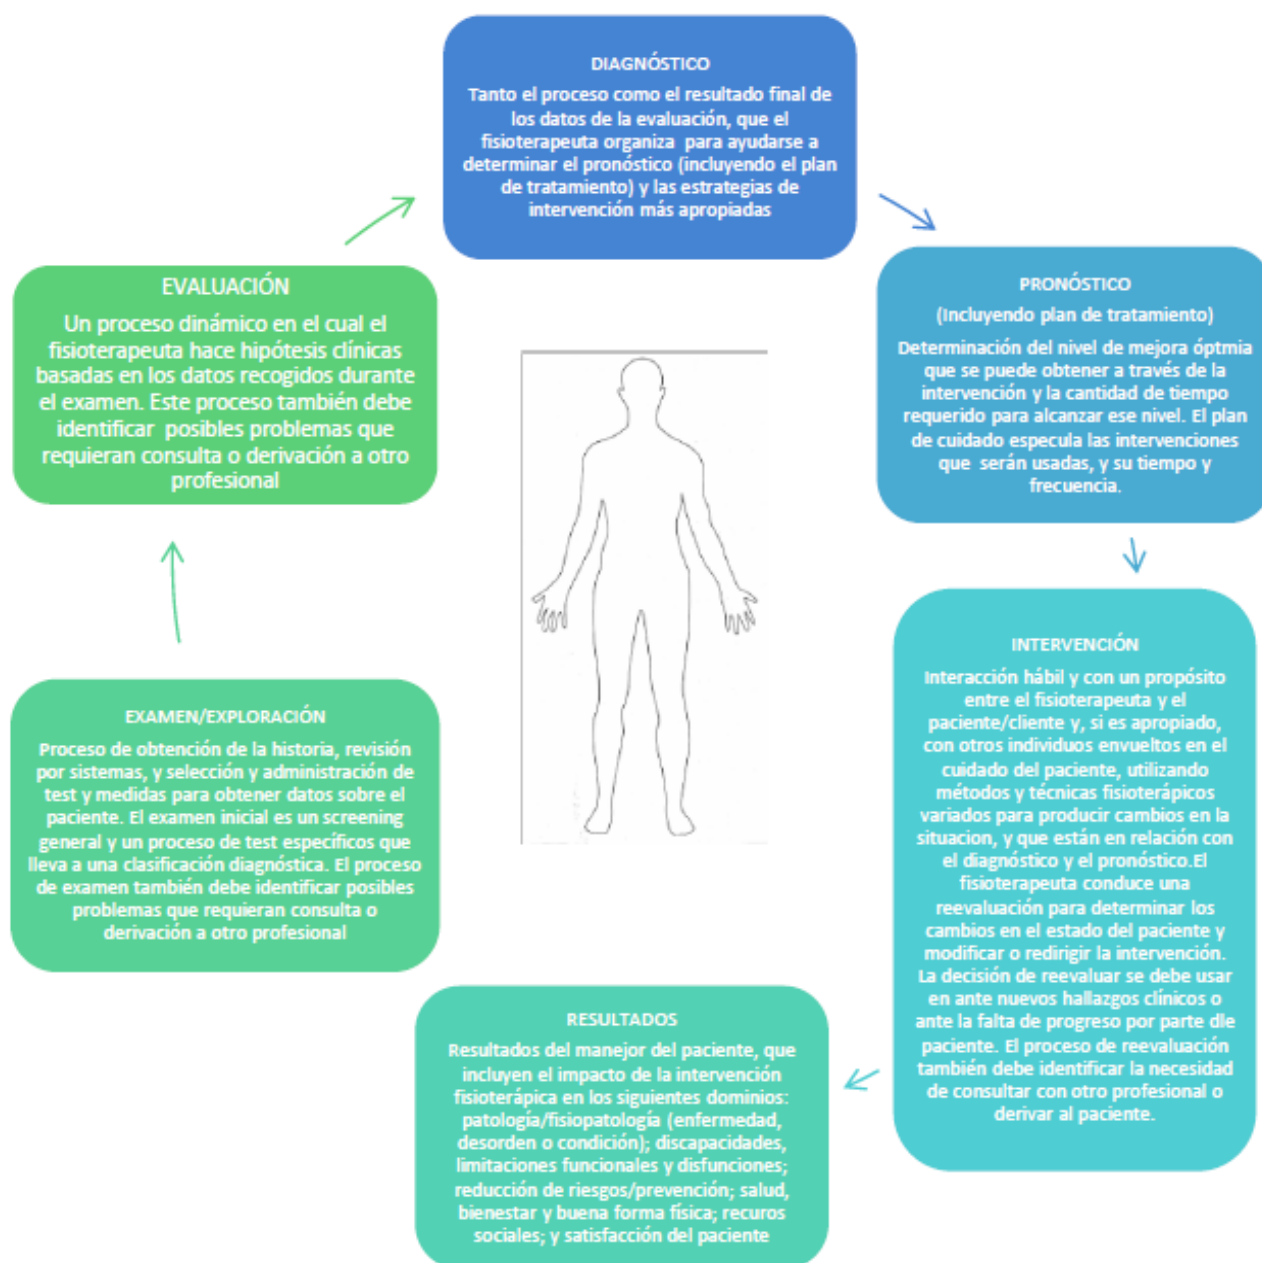 DIAGNÓSTICO
Tanto el proceso como el resultado final de
los datos de la evaluación, que el
fisioterapeuta organiza para ayudarse a
determinar el pronóstico (incluyendo el plan
de tratamiento) y las estrategias de
intervención más apropiadas
EVALUACIÓN
Un proceso dinámico en el cual el
fisioterapeuta hace hipótesis clínicas
basadas en los datos recogidos durante
el examen. Este proceso también debe
identificar posibles problemas que
requieran consulta o derivación a otro
profesional
PRONÓSTICO
(Incluyendo plan de tratamiento)
Determinación del nivel de mejora óptmia
que se puede obtener a través de la
intervención y la cantidad de tiempo
requerido para alcanzar ese nivel. El plan
de cuidado especula las intervenciones
que serán usadas, y su tiempo y
frecuencia.
INTERVENCIÓN
Interacción hábil y con un propósito
entre el fisioterapeuta y el
paciente/cliente y, si es apropiado,
con otros individuos envueltos en el
cuidado del paciente, utilizando
métodos y técnicas fisioterápicos
variados para producir cambios en la
situacion, y que están en relación con
el diagnóstico y el pronóstico.El
fisioterapeuta conduce una
reevaluación para determinar los
cambios en el estado del paciente y
modificar o redirigir la intervención.
La decisión de reevaluar se debe usar
en ante nuevos hallazgos clínicos o
ante la falta de progreso por parte dle
paciente. El proceso de reevaluación
también debe identificar la necesidad
de consultar con otro profesional o
derivar al paciente.
EXAMEN/EXPLORACIÓN
Proceso de obtención de la historia, revisión
por sistemas, y selección y administración de
test y medidas para obtener datos sobre el
paciente. El examen inicial es un screening
general y un proceso de test específicos que
lleva a una clasificación diagnóstica. El proceso
de examen también debe identificar posibles
problemas que requieran consulta o
derivación a otro profesional
RESULTADOS
Resultados del manejor del paciente, que
incluyen el impacto de la intervención
fisioterápica en los siguientes dominios:
patología/fisiopatología (enfermedad,
desorden o condición); discapacidades,
limitaciones funcionales y disfunciones;
reducción de riesgos/prevención; salud,
bienestar y buena forma física; recuros
sociales; y satisfacción del paciente